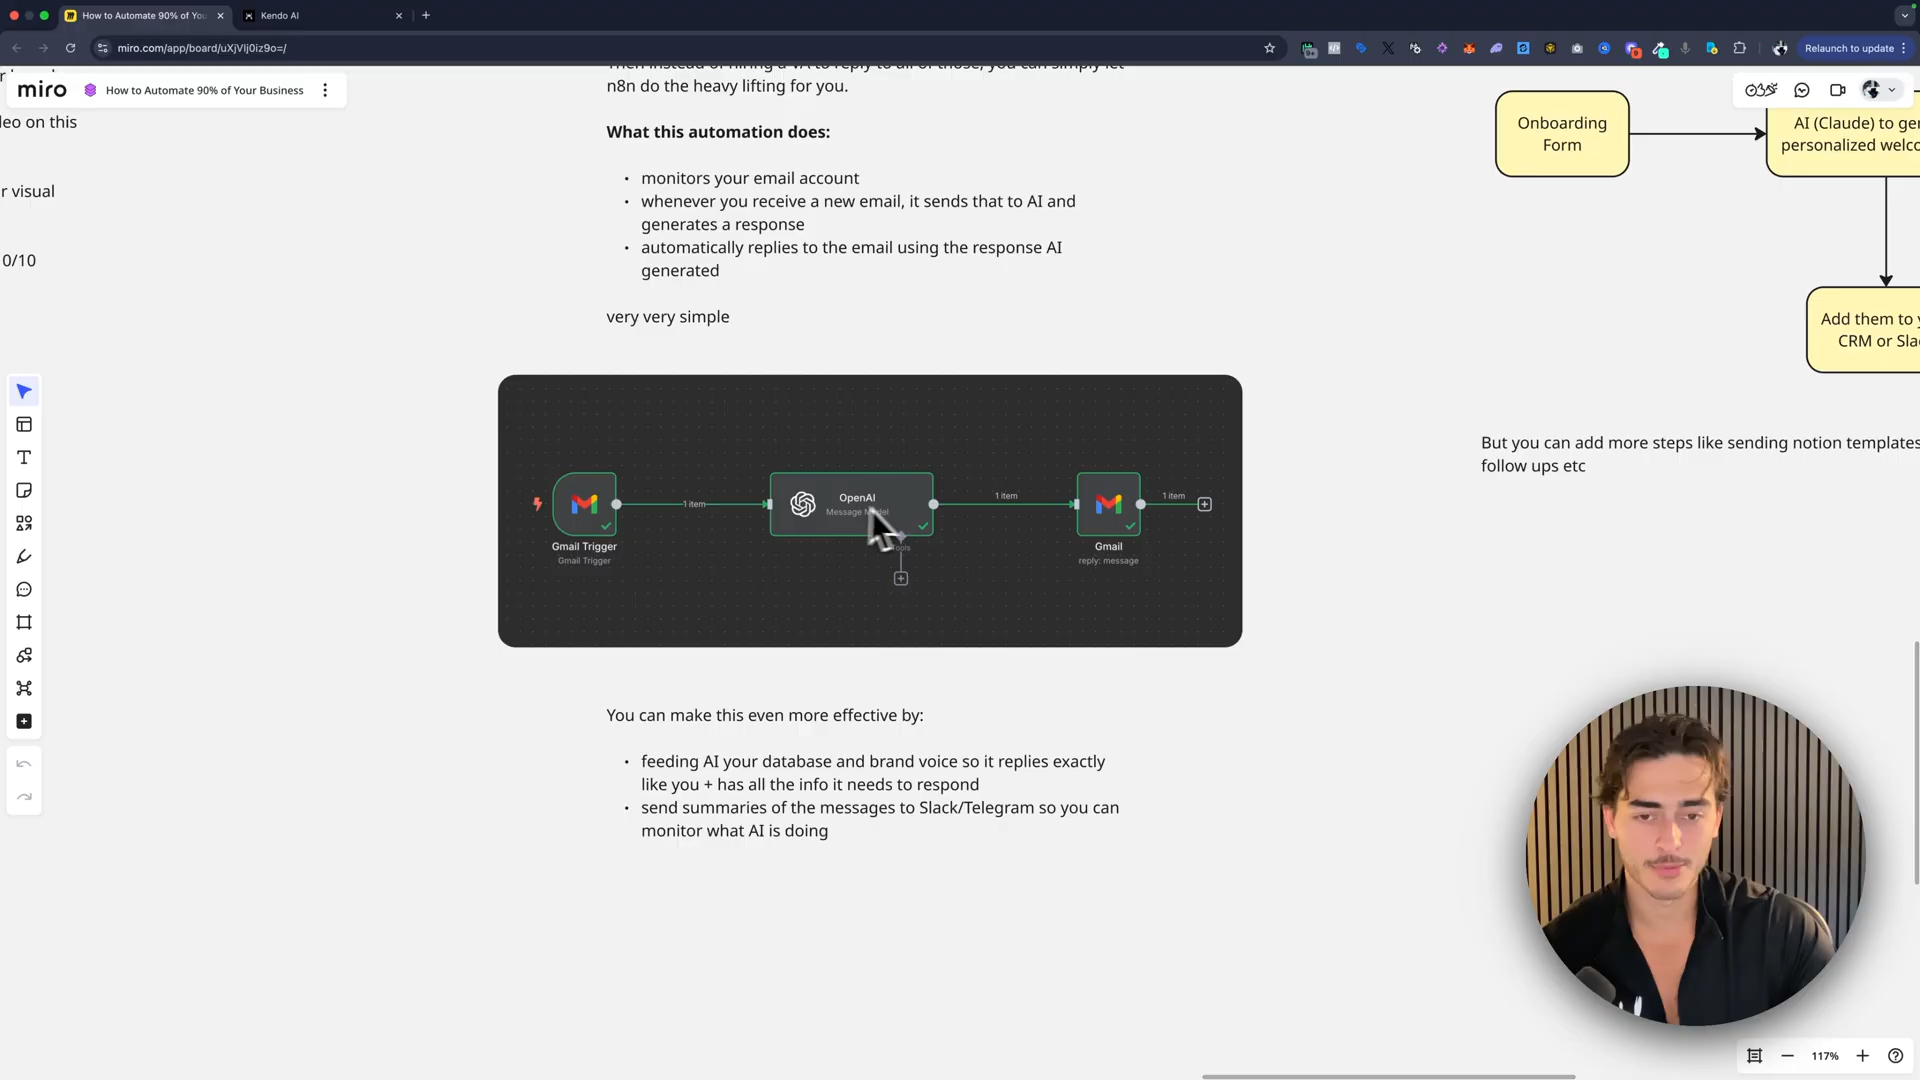 How to Automate 90% of You
Kendo AI
miro.com/app/board/uXjVIj0iz9o=/
Relaunch to update
miro
How to Automate 90% of Your Business
leo on this
r visual
0/10
n8n do the heavy lifting for you.
What this automation does:
• monitors your email account
• whenever you receive a new email, it sends that to AI and
generates a response
• automatically replies to the email using the response AI
generated
very very simple
1 item
OpenAI
Message Model
Tools
1 item
1 item
Gmail Trigger
Gmail Trigger
Gmail
reply: message
You can make this even more effective by:
• feeding AI your database and brand voice so it replies exactly
like you + has all the info it needs to respond
• send summaries of the messages to Slack/Telegram so you can
monitor what AI is doing
Onboarding
Form
AI (Claude) to ge
personalized welco
Add them to y
CRM or Sla
But you can add more steps like sending notion templates
follow ups etc
117%